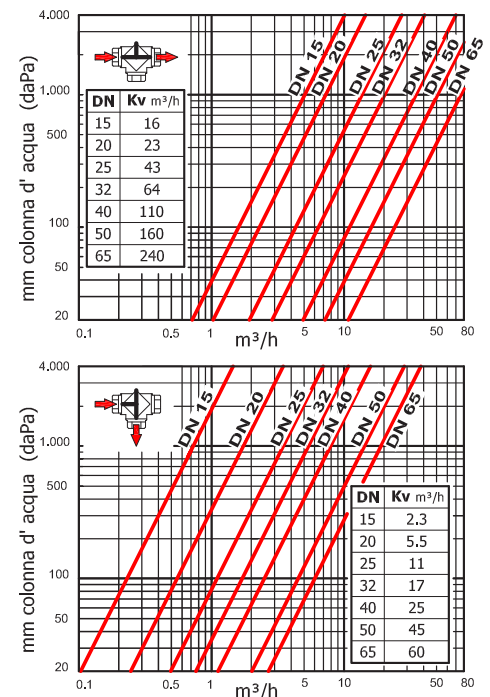 mm colonna d' acqua (daPa)
4.000
1.000
500
100
50
20
DN Kv m³/h
15 16
20 23
25 43
32 64
40 110
50 160
65 240
DN 15
DN 20
DN 25
DN 32
DN 40
DN 50
DN 65
0.1 0.5 1 5 10 50 80
m³/h
mm colonna d' acqua (daPa)
4.000
1.000
500
100
50
20
DN 15
DN 20
DN 25
DN 32
DN 40
DN 50
DN 65
DN Kv m³/h
15 2.3
20 5.5
25 11
32 17
40 25
50 45
65 60
0.1 0.5 1 5 10 50 80
m³/h